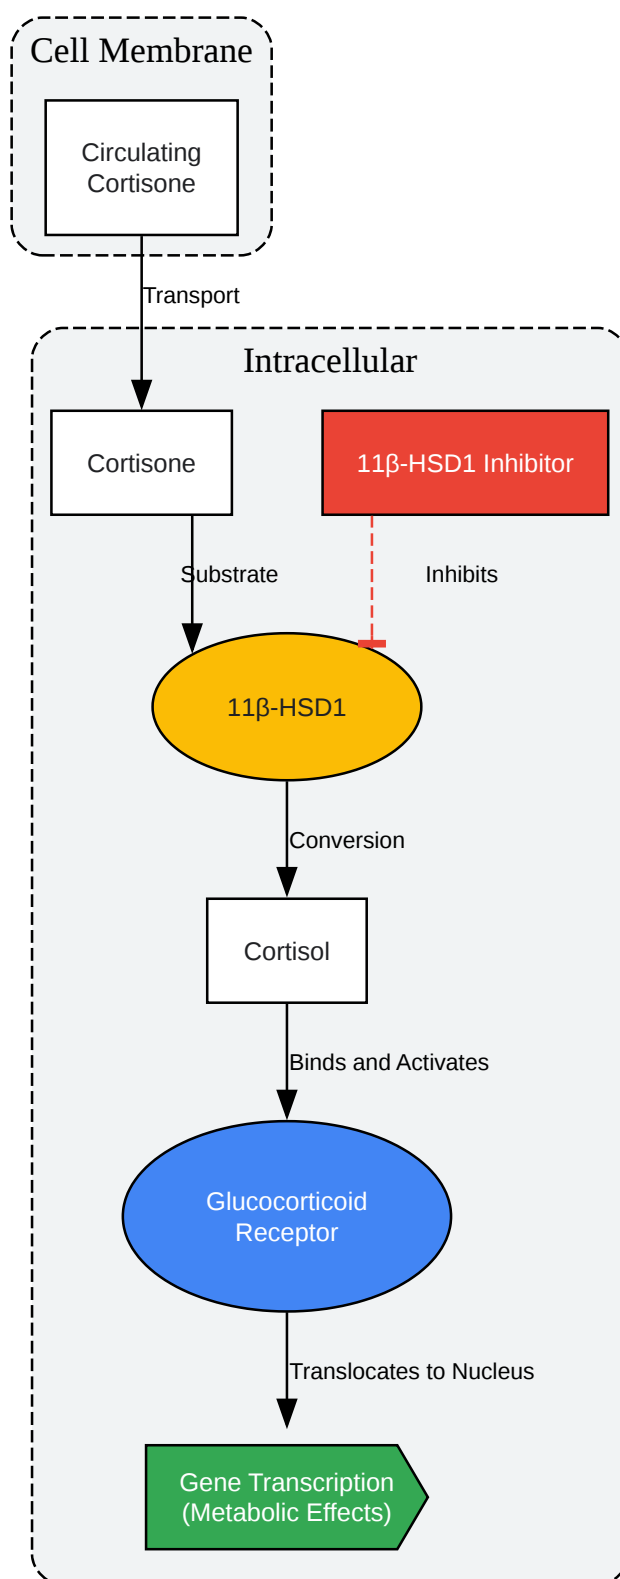 Cell Membrane
Circulating
Cortisone
Transport
Intracellular
Cortisone
11β-HSD1 Inhibitor
Substrate
Inhibits
11β-HSD1
Conversion
Cortisol
Binds and Activates
Glucocorticoid
Receptor
Translocates to Nucleus
Gene Transcription
(Metabolic Effects)